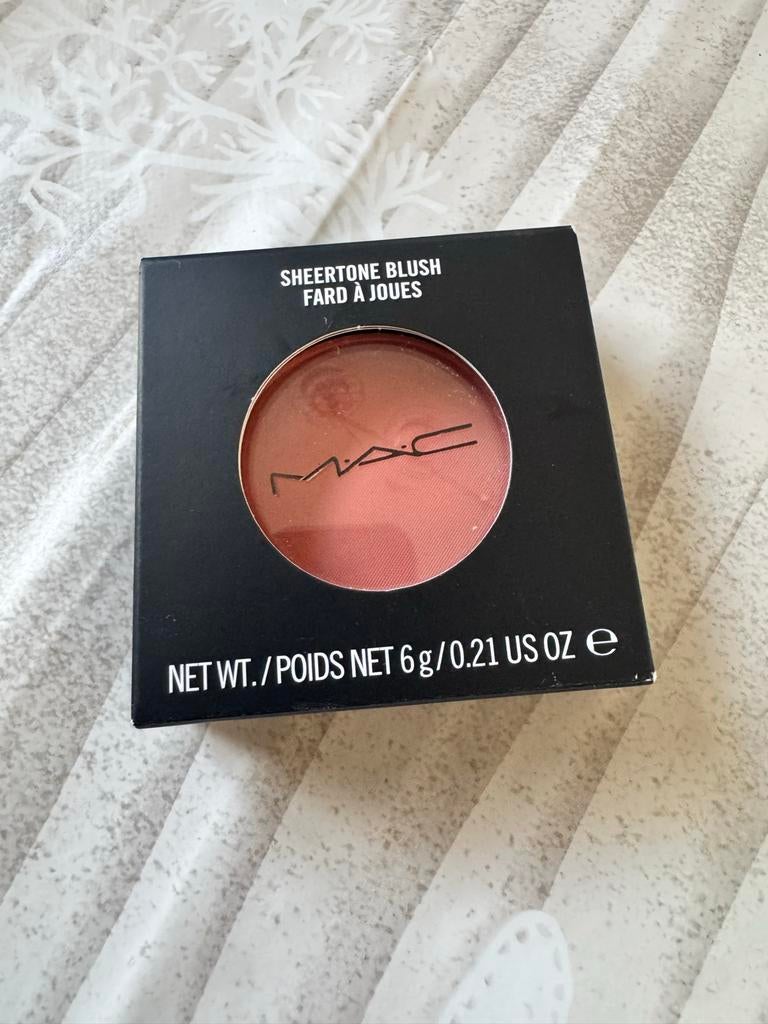 SHEERTONE BLUSH
FARD À JOUES
M·A·C
NET WT./POIDS NET 6 g/0.21 US OZ ℮